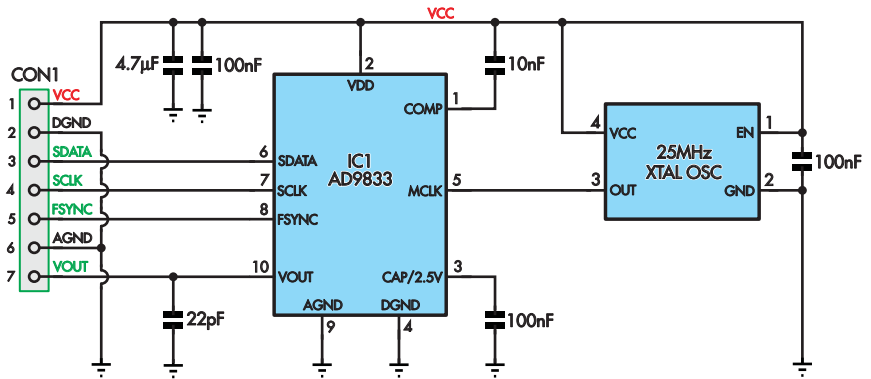 VCC
4.7µF
100nF
2
VDD
10nF
CON1
1 VCC
2 DGND
3 SDATA
4 SCLK
5 FSYNC
6 AGND
7 VOUT
6 SDATA
7 SCLK
8 FSYNC
10 VOUT
IC1
AD9833
COMP 1
MCLK 5
CAP/2.5V 3
AGND
9
DGND
4
22pF
100nF
4 VCC
EN 1
25MHz
XTAL OSC
3 OUT
GND 2
100nF